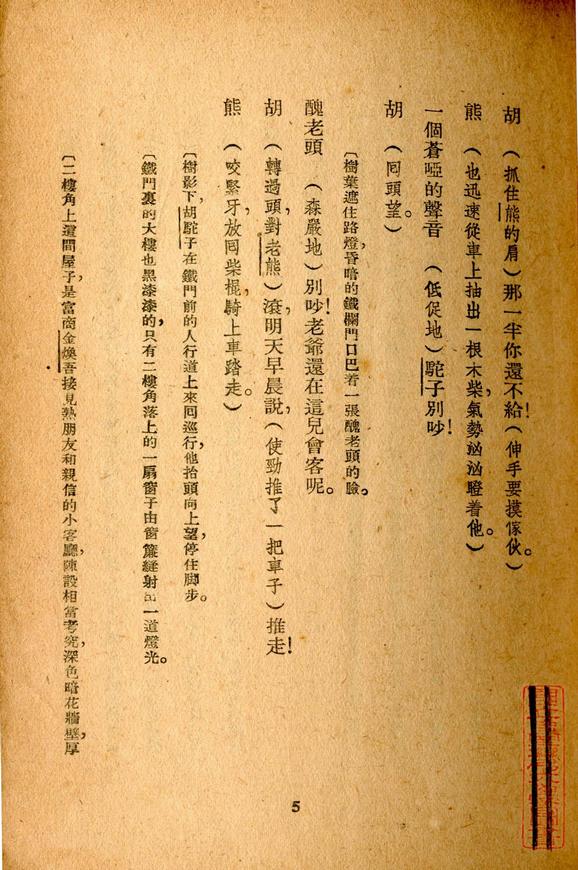 胡　（抓住熊的肩）那一半你還不給！（伸手要摸傢伙。）
熊　（也迅速從車上抽出一根木柴，氣勢汹汹瞪着他。）
一個蒼啞的聲音　（低促地）駝子別吵！
胡　（囘頭望。）
〔樹葉遮住路燈，昏暗的鐵欄門口巴着一張醜老頭的臉。
醜老頭　（森嚴地）別吵！老爺還在這兒會客呢。
胡　（轉過頭，對老熊）滾，明天早晨說，（使勁推了一把車子）推走！
熊　（咬緊牙，放囘柴棍，騎上車踏走。）
〔樹影下，胡駝子在鐵門前的人行道上來囘巡行，他抬頭向上望，停住脚步。
〔鐵門裏的大樓也黑漆漆的，只有二樓角落上的一扇窗子由窗簾縫射出一道燈光。
〔二樓角上這間屋子，是富商金煥吾接見熟朋友和親信的小客廳，陳設相當考究，深色暗花牆壁，厚
5